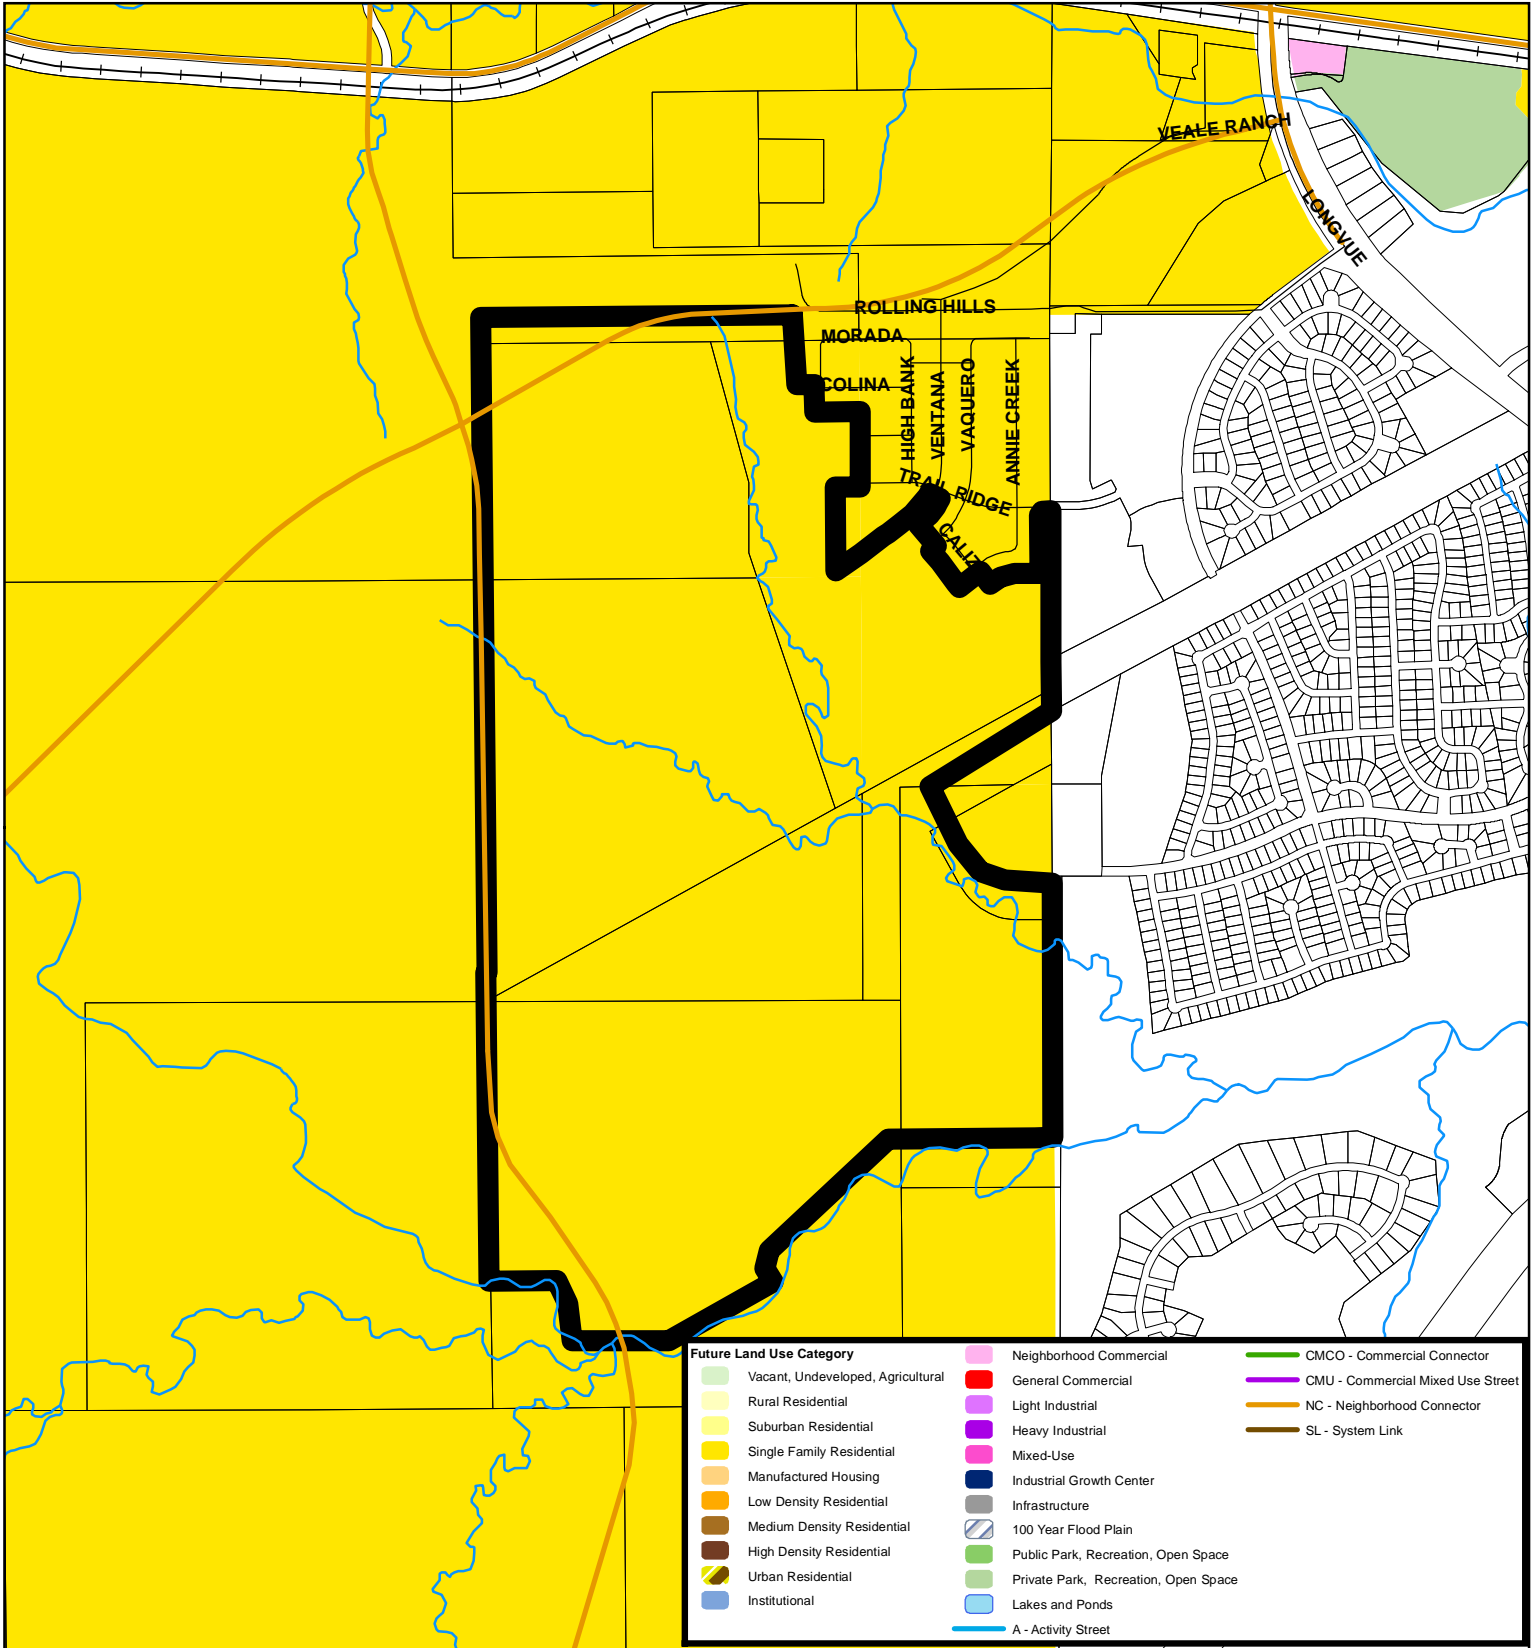 VEALE RANCH
LONGVUE
ROLLING HILLS
MORADA
COLINA
HIGH BANK
VENTANA
VAQUERO
ANNIE CREEK
TRAIL RIDGE
Future Land Use Category
Vacant, Undeveloped, Agricultural
Rural Residential
Suburban Residential
Single Family Residential
Manufactured Housing
Low Density Residential
Medium Density Residential
High Density Residential
Urban Residential
Institutional
Neighborhood Commercial
General Commercial
Light Industrial
Heavy Industrial
Mixed-Use
Industrial Growth Center
Infrastructure
100 Year Flood Plain
Public Park, Recreation, Open Space
Private Park, Recreation, Open Space
Lakes and Ponds
A - Activity Street
CMCO - Commercial Connector
CMU - Commercial Mixed Use Street
NC - Neighborhood Connector
SL - System Link